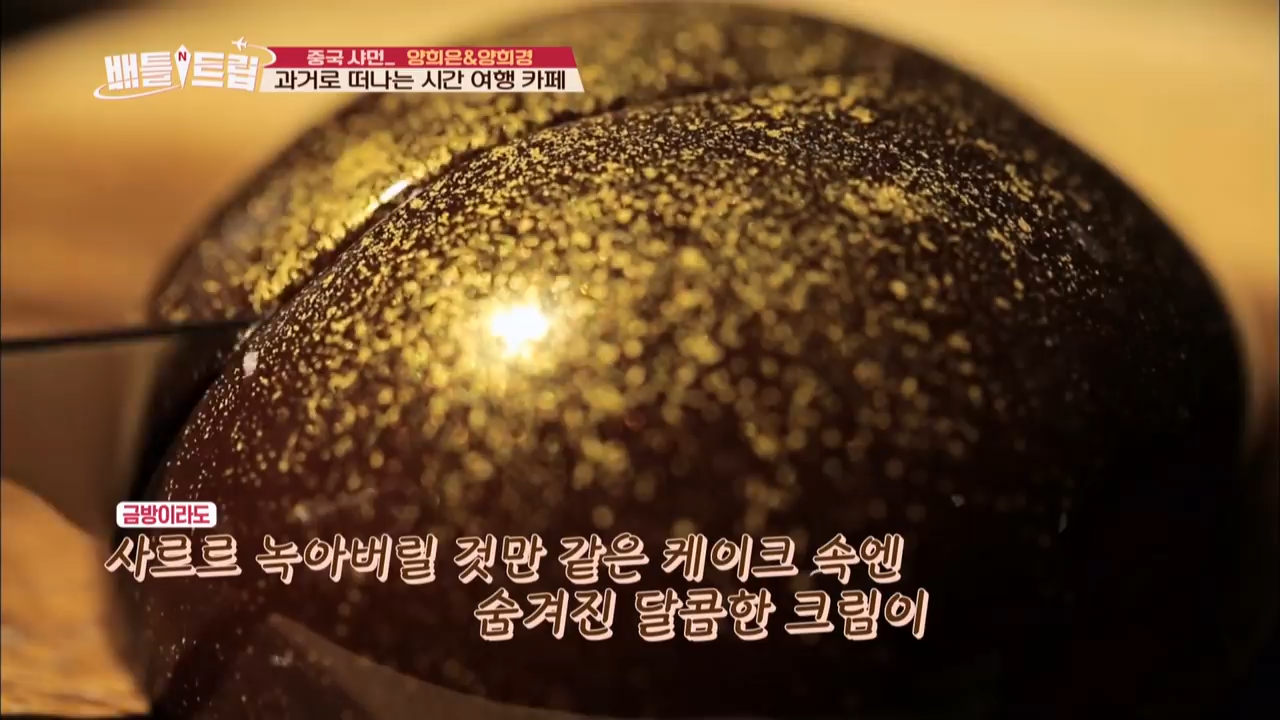 배틀트립
중국 샤먼_ 양희은&양희경
과거로 떠나는 시간 여행 카페
금방이라도
사르르 녹아버릴 것만 같은 케이크 속엔
숨겨진 달콤한 크림이